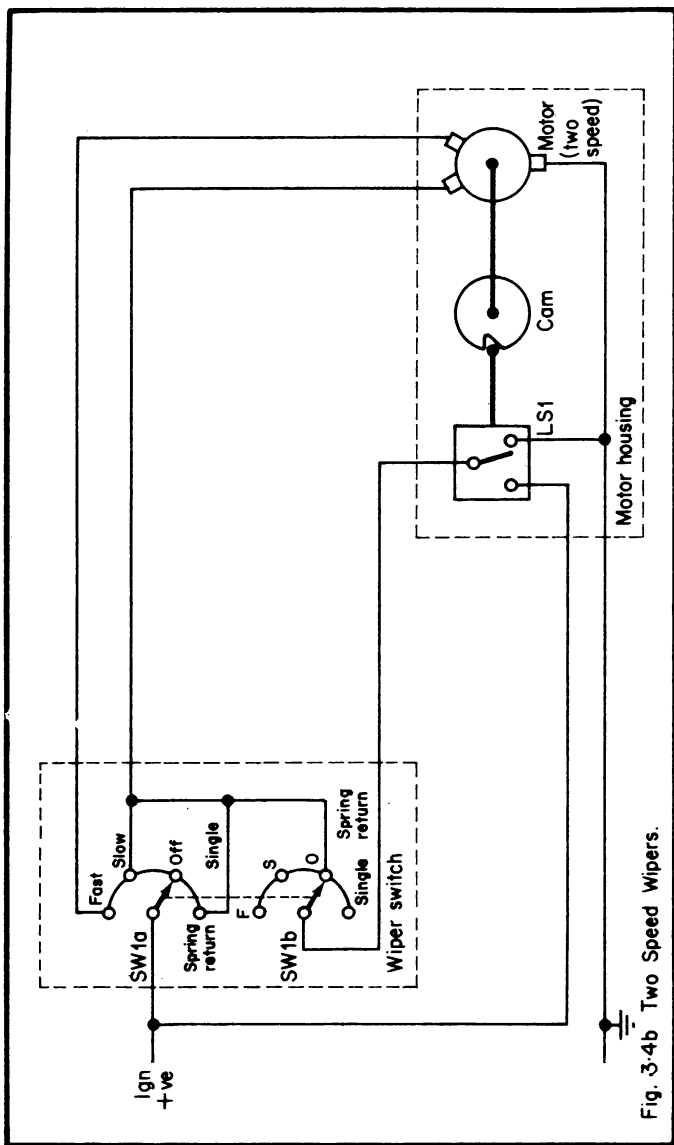 Ign
+ve
SW1a
Fast
Slow
Off
Single
Spring
return
SW1b
F
S
O
Single
Spring
return
Wiper switch
LS1
Cam
Motor
(two
speed)
Motor housing
Fig. 3·4b Two Speed Wipers.